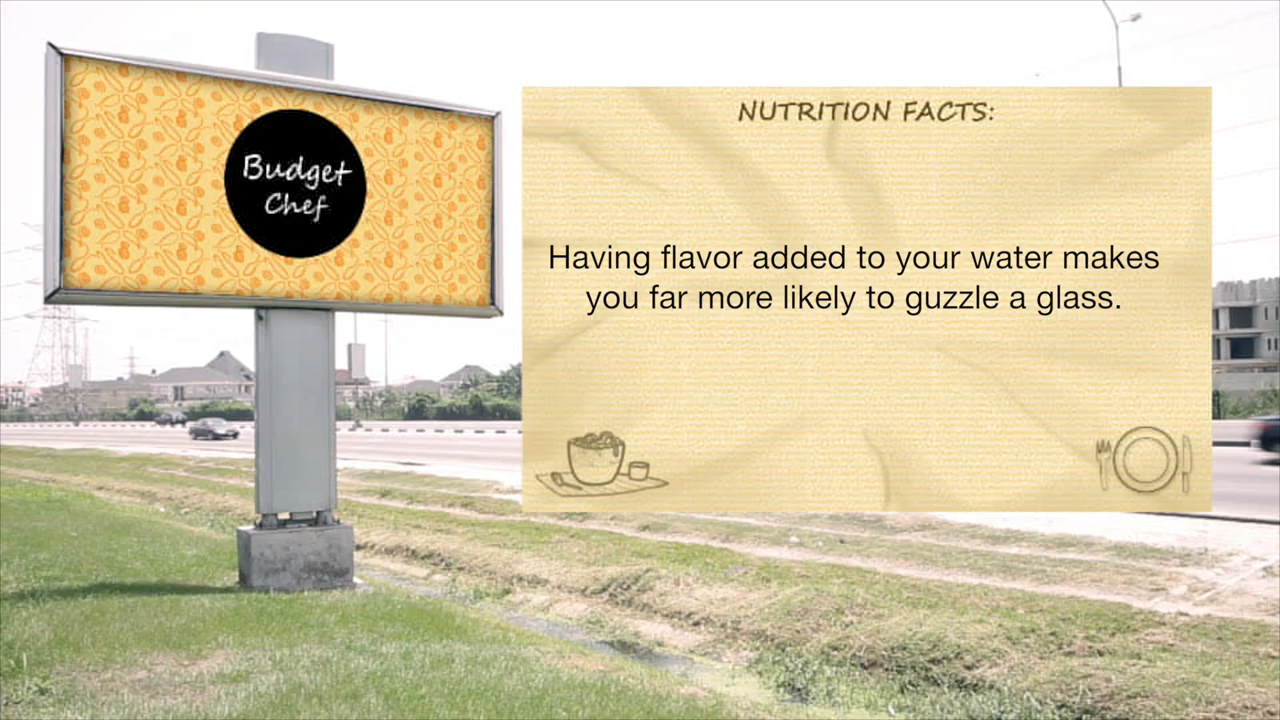 Budget
Chef
NUTRITION FACTS:
Having flavor added to your water makes
you far more likely to guzzle a glass.